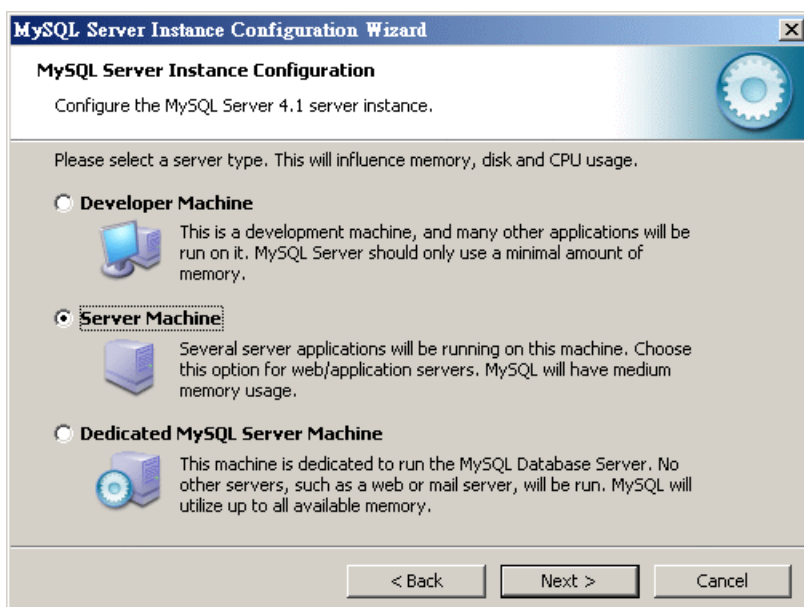 MySQL Server Instance Configuration Wizard
MySQL Server Instance Configuration
Configure the MySQL Server 4.1 server instance.
Please select a server type. This will influence memory, disk and CPU usage.
Developer Machine
This is a development machine, and many other applications will be
run on it. MySQL Server should only use a minimal amount of
memory.
Server Machine
Several server applications will be running on this machine. Choose
this option for web/application servers. MySQL will have medium
memory usage.
Dedicated MySQL Server Machine
This machine is dedicated to run the MySQL Database Server. No
other servers, such as a web or mail server, will be run. MySQL will
utilize up to all available memory.
< Back Next > Cancel